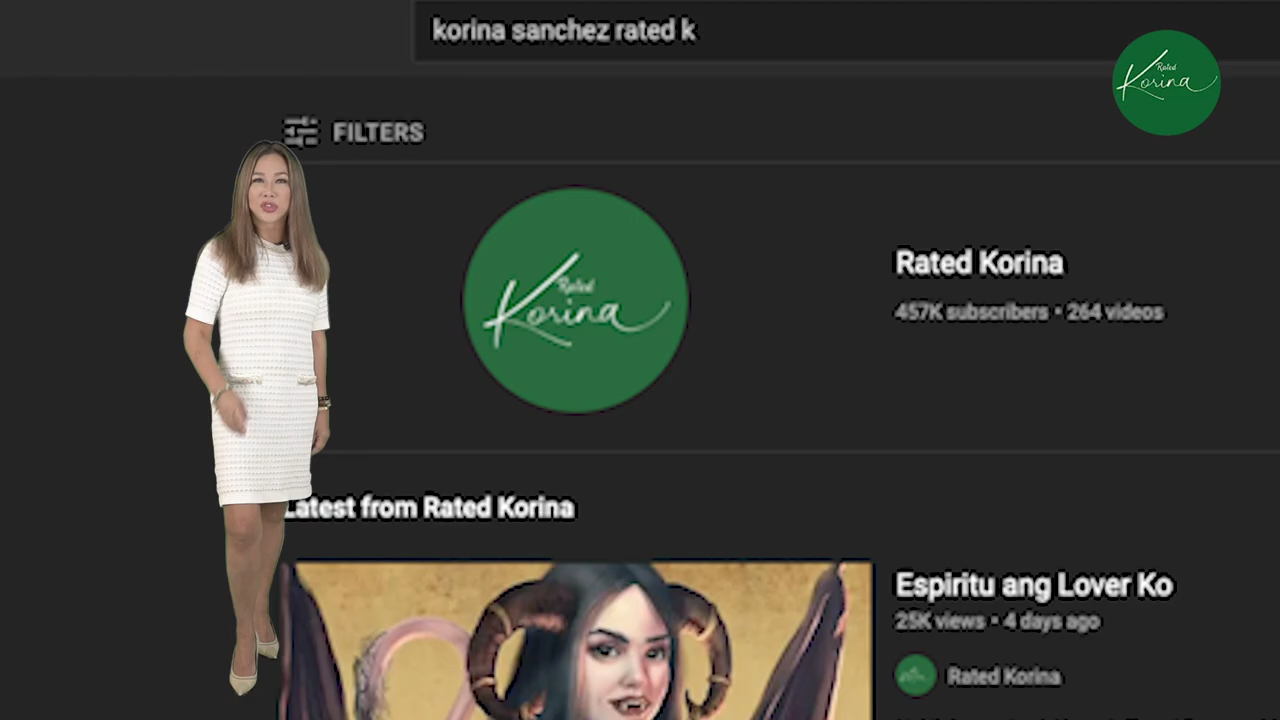 korina sanchez rated k
Rated
Korina
FILTERS
Rated
Korina
Rated Korina
457K subscribers • 264 videos
Latest from Rated Korina
Espiritu ang Lover Ko
25K views • 4 days ago
Rated Korina